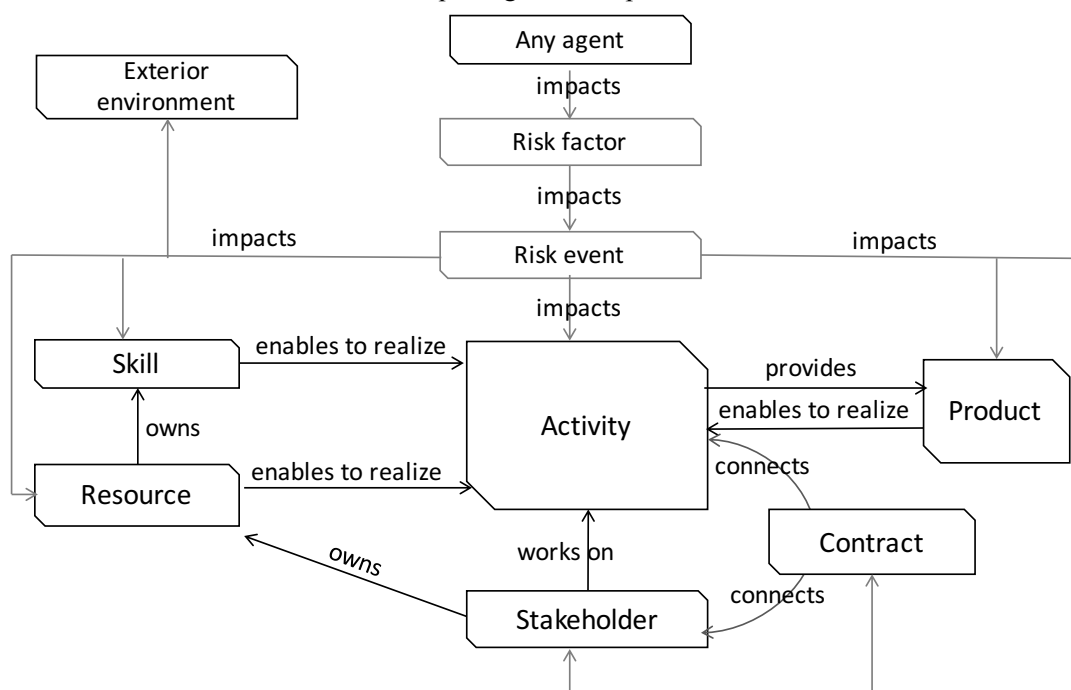 Any agent
Exterior
environment
impacts
Risk factor
impacts
impacts
Risk event
impacts
impacts
Skill
enables to realize
Activity
provides
enables to realize
Product
owns
connects
Resource
enables to realize
Contract
owns
works on
connects
Stakeholder